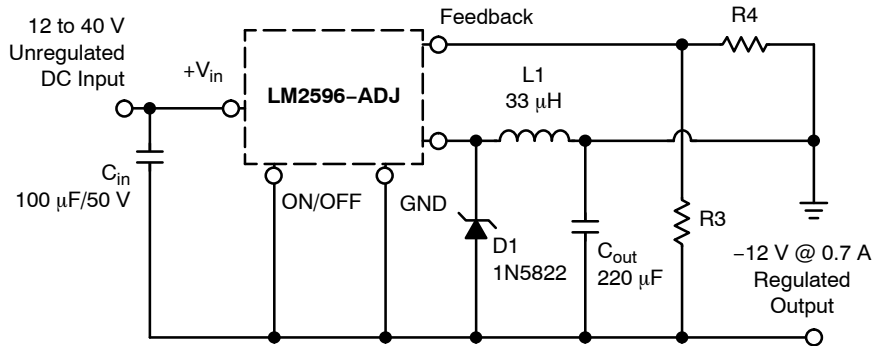 12 to 40 V
Unregulated
DC Input
+Vin
LM2596−ADJ
Feedback
R4
L1
33 μH
Cin
100 μF/50 V
ON/OFF
GND
D1
1N5822
Cout
220 μF
R3
−12 V @ 0.7 A
Regulated
Output